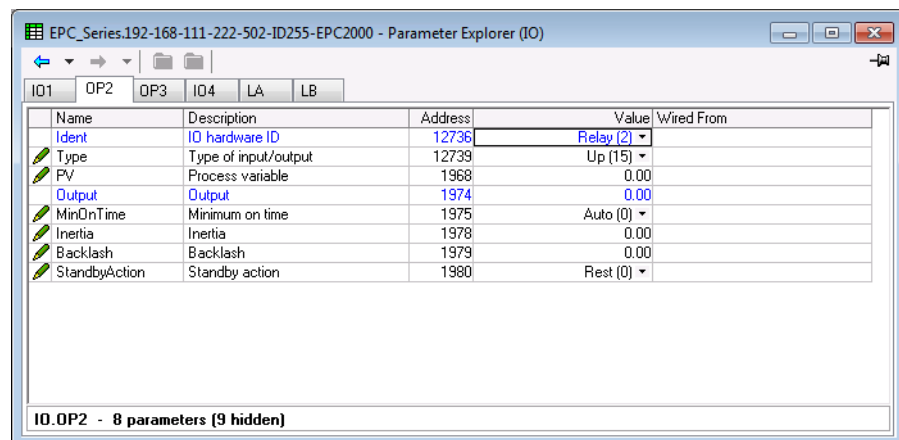 EPC_Series.192-168-111-222-502-ID255-EPC2000 - Parameter Explorer (IO)
IO1 OP2 OP3 IO4 LA LB
Name Description Address Value Wired From
Ident IO hardware ID 12736 Relay (2)
Type Type of input/output 12739 Up (15)
PV Process variable 1968 0.00
Output Output 1974 0.00
MinOnTime Minimum on time 1975 Auto (0)
Inertia Inertia 1978 0.00
Backlash Backlash 1979 0.00
StandbyAction Standby action 1980 Rest (0)
IO.OP2 - 8 parameters (9 hidden)